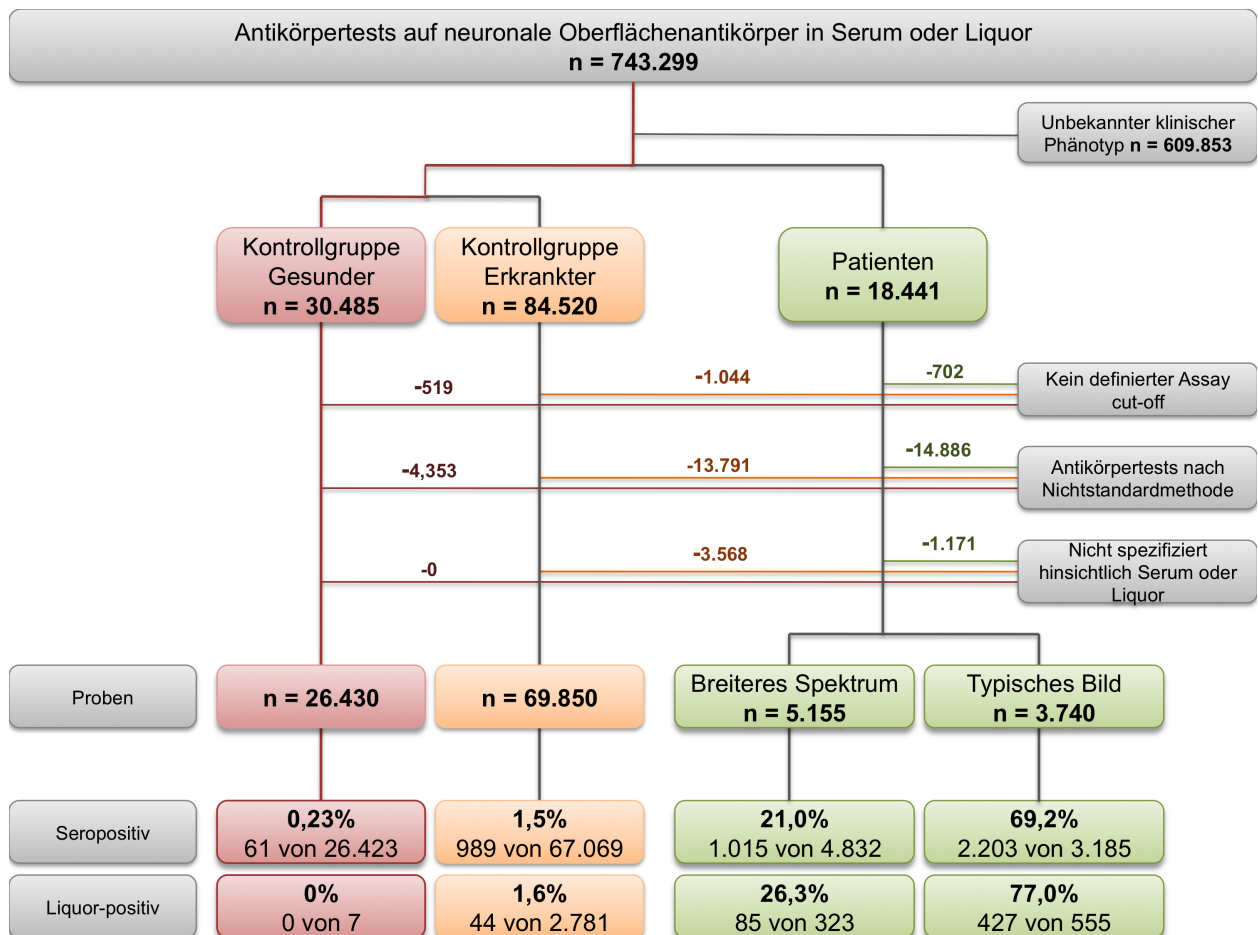 Antikörpertests auf neuronale Oberflächenantikörper in Serum oder Liquor
n = 743.299
Unbekannter klinischer
Phänotyp n = 609.853
Kontrollgruppe
Gesunder
n = 30.485
Kontrollgruppe
Erkrankter
n = 84.520
Patienten
n = 18.441
-519
-1.044
-702
Kein definierter Assay
cut-off
-4,353
-13.791
-14.886
Antikörpertests nach
Nichtstandardmethode
-0
-3.568
-1.171
Nicht spezifiziert
hinsichtlich Serum oder
Liquor
Proben
n = 26.430
n = 69.850
Breiteres Spektrum
n = 5.155
Typisches Bild
n = 3.740
Seropositiv
0,23%
61 von 26.423
1,5%
989 von 67.069
21,0%
1.015 von 4.832
69,2%
2.203 von 3.185
Liquor-positiv
0%
0 von 7
1,6%
44 von 2.781
26,3%
85 von 323
77,0%
427 von 555